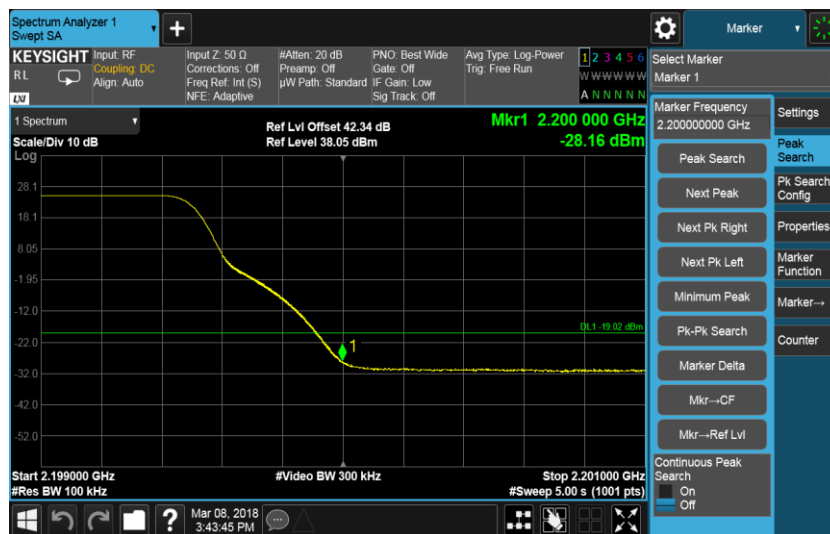 Spectrum Analyzer 1
Swept SA
+
Marker
KEYSIGHT
RL
LXI
Input: RF
Coupling: DC
Align: Auto
Input Z: 50 Ω
Corrections: Off
Freq Ref: Int (S)
NFE: Adaptive
#Atten: 20 dB
Preamp: Off
µW Path: Standard
PNO: Best Wide
Gate: Off
IF Gain: Low
Sig Track: Off
Avg Type: Log-Power
Trig: Free Run
1 2 3 4 5 6
W W W W W W
A N N N N N
Select Marker
Marker 1
1 Spectrum
Scale/Div 10 dB
Log
Ref Lvl Offset 42.34 dB
Ref Level 38.05 dBm
Mkr1 2.200 000 GHz
-28.16 dBm
28.1
18.1
8.05
-1.95
-12.0
-22.0
-32.0
-42.0
-52.0
DL1 -19.02 dBm
1
Start 2.199000 GHz
#Res BW 100 kHz
#Video BW 300 kHz
Stop 2.201000 GHz
#Sweep 5.00 s (1001 pts)
Marker Frequency
2.200000000 GHz
Peak Search
Next Peak
Next Pk Right
Next Pk Left
Minimum Peak
Pk-Pk Search
Marker Delta
Mkr→CF
Mkr→Ref Lvl
Continuous Peak
Search
On
Off
Settings
Peak
Search
Pk Search
Config
Properties
Marker
Function
Marker→
Counter
?
Mar 08, 2018
3:43:45 PM